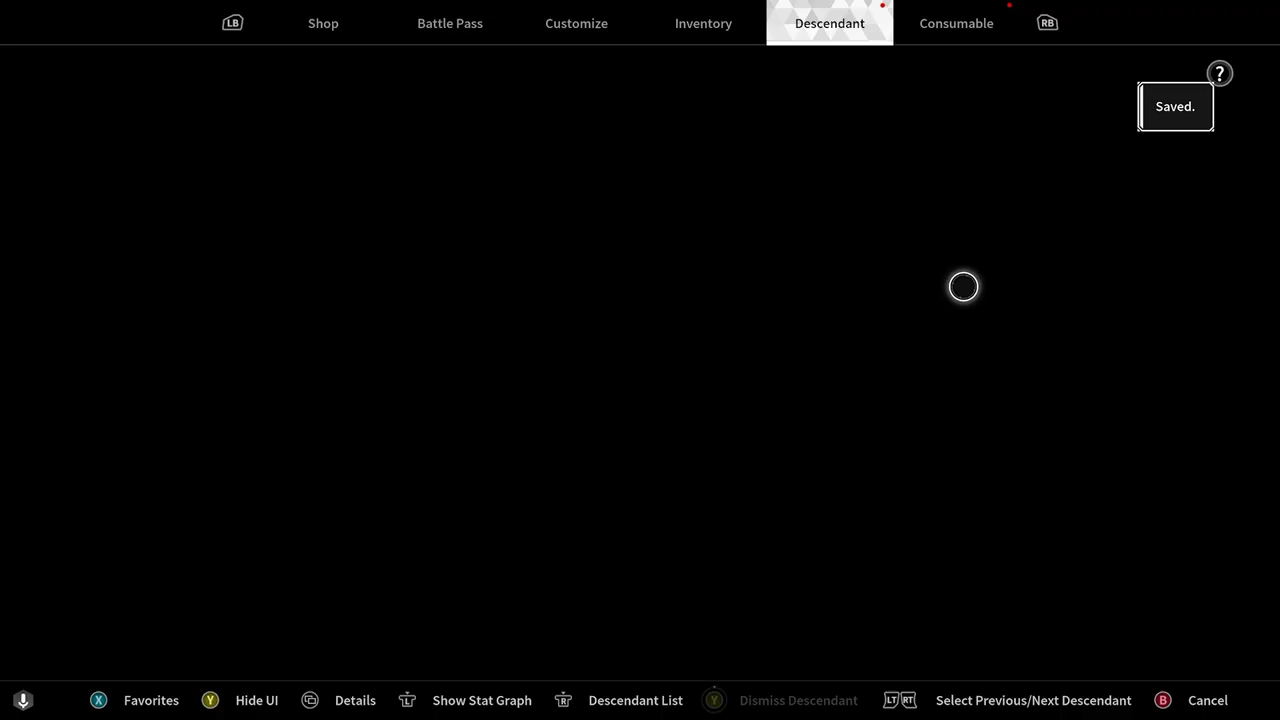 LB Shop Battle Pass Customize Inventory Descendant Consumable RB
?
Saved.
X Favorites Y Hide UI Details L Show Stat Graph R Descendant List Y Dismiss Descendant LT RT Select Previous/Next Descendant B Cancel